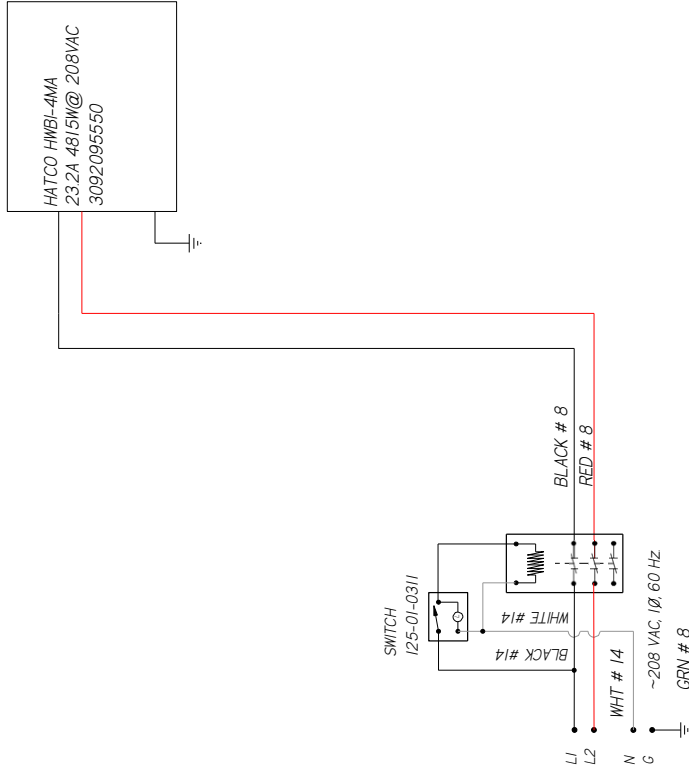 HATCO HWBI-4MA
23.2A 4815W@ 208VAC
3092095550
BLACK # 8
RED # 8
SWITCH
125-01-0311
WHITE #14
BLACK #14
WHT # 14
~208 VAC, 1Ø, 60 Hz
GRN # 8
L1
L2
N
G